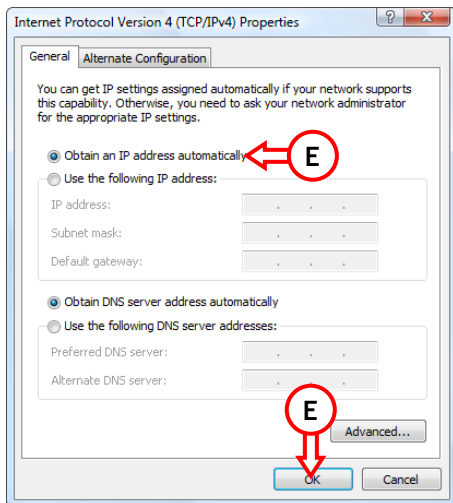 Internet Protocol Version 4 (TCP/IPv4) Properties
General
Alternate Configuration
You can get IP settings assigned automatically if your network supports
this capability. Otherwise, you need to ask your network administrator
for the appropriate IP settings.
Obtain an IP address automatically
E
Use the following IP address:
IP address:
Subnet mask:
Default gateway:
Obtain DNS server address automatically
Use the following DNS server addresses:
Preferred DNS server:
Alternate DNS server:
E
Advanced...
OK
Cancel